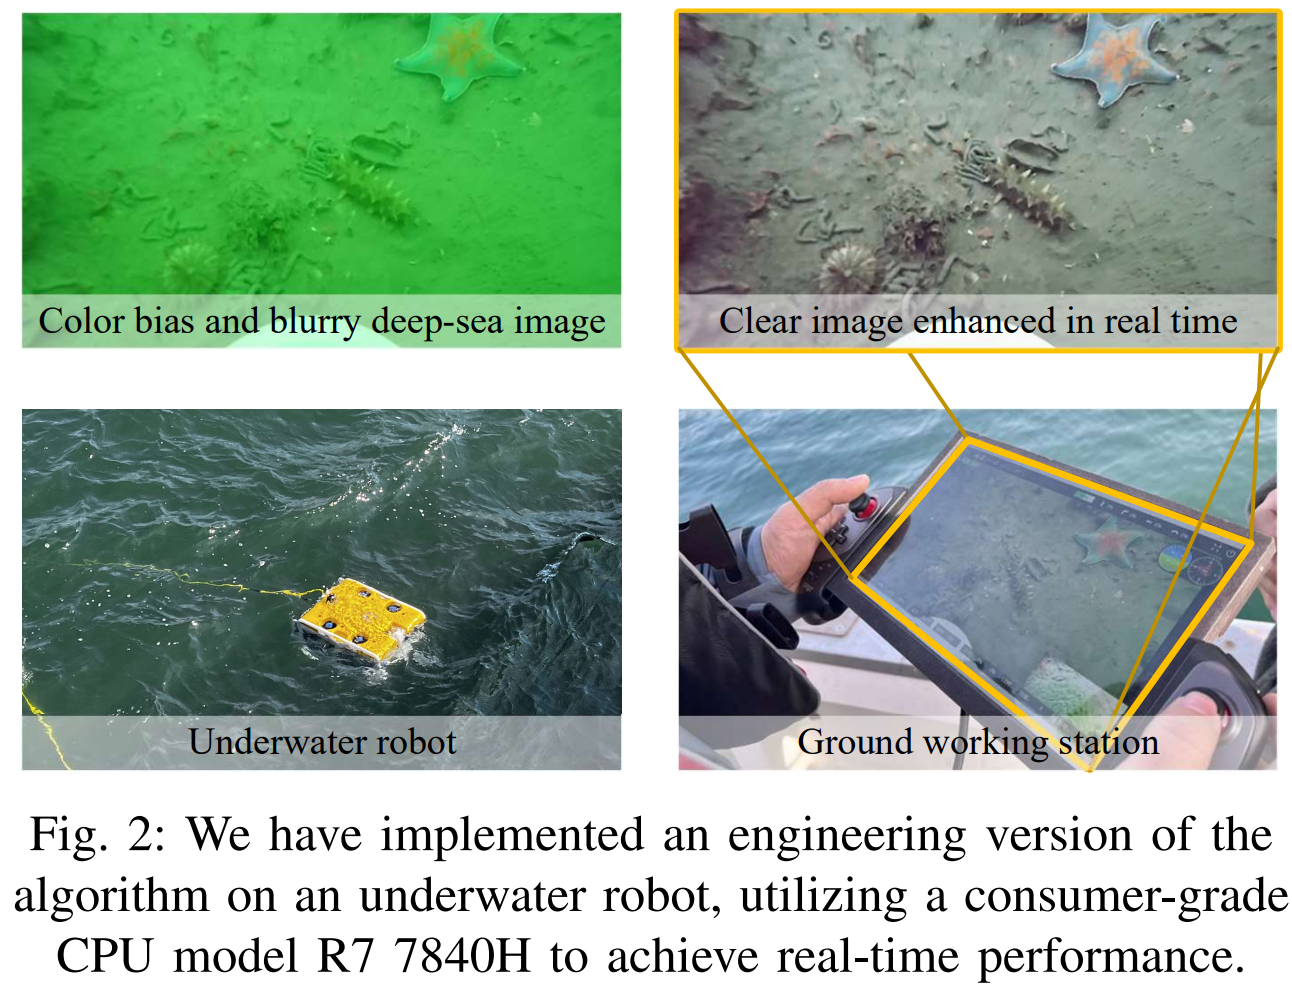 Color bias and blurry deep-sea image
Clear image enhanced in real time
Underwater robot
Ground working station
Fig. 2: We have implemented an engineering version of the
algorithm on an underwater robot, utilizing a consumer-grade
CPU model R7 7840H to achieve real-time performance.